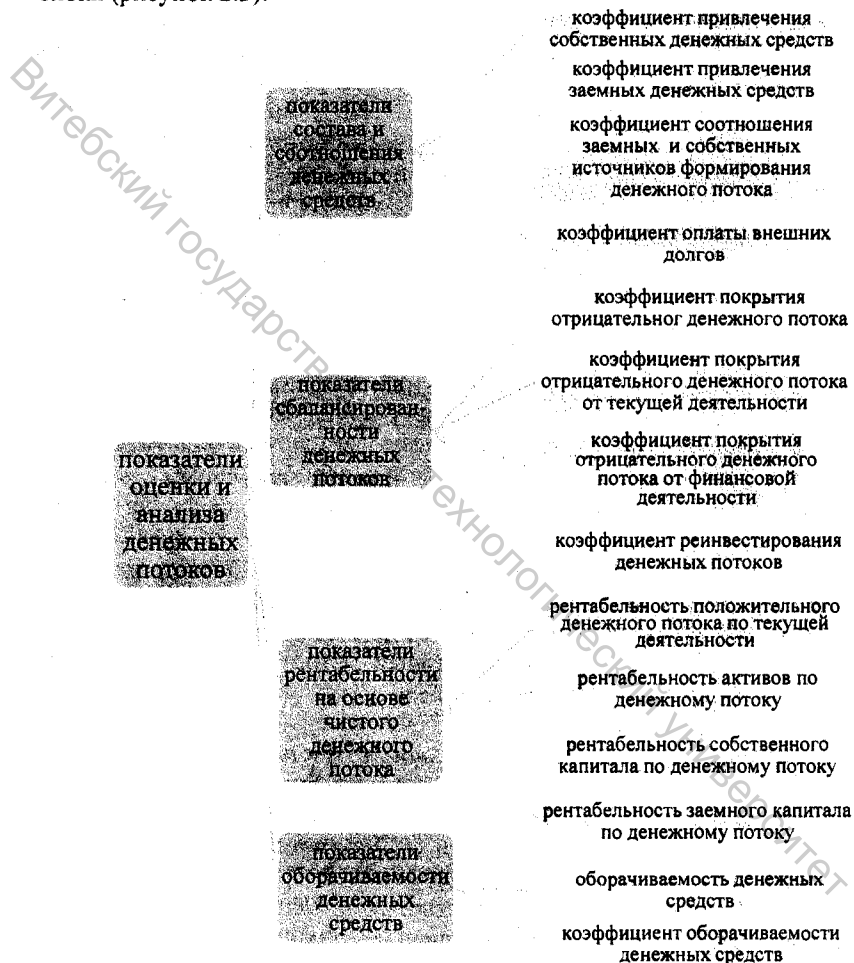 коэффициент привлечения
собственных денежных средств
коэффициент привлечения
заемных денежных средств
показатели
состава и
соотношения
денежных
средств
коэффициент соотношения
заемных и собственных
источников формирования
денежного потока
коэффициент оплаты внешних
долгов
коэффициент покрытия
отрицательног денежного потока
показатели
сбалансирован-
ности
денежных
потоков
коэффициент покрытия
отрицательного денежного потока
от текущей деятельности
коэффициент покрытия
отрицательного денежного
потока от финансовой
деятельности
показатели
оценки и
анализа
денежных
потоков
коэффициент реинвестирования
денежных потоков
показатели
рентабельности
на основе
чистого
денежного
потока
рентабельность положительного
денежного потока по текущей
деятельности
рентабельность активов по
денежному потоку
рентабельность собственного
капитала по денежному потоку
рентабельность заемного капитала
по денежному потоку
показатели
оборачиваемости
денежных
средств
оборачиваемость денежных
средств
коэффициент оборачиваемости
денежных средств
Витебский технологический университет